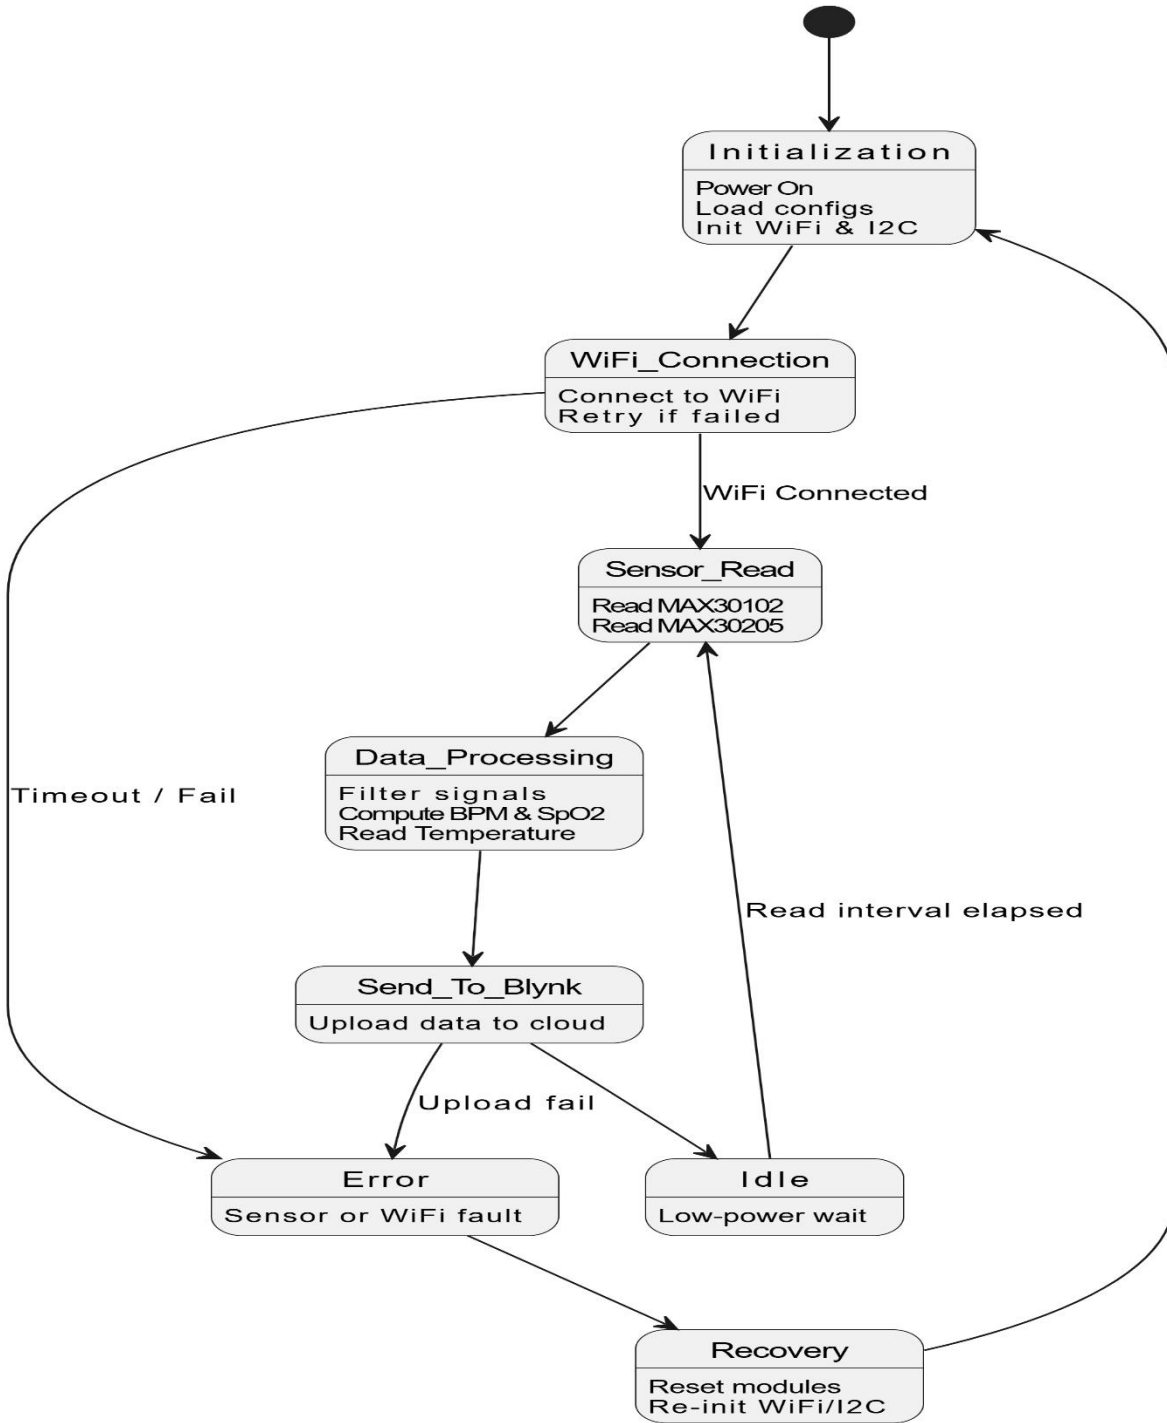 Initialization
Power On
Load configs
Init WiFi & I2C
WiFi_Connection
Connect to WiFi
Retry if failed
WiFi Connected
Sensor_Read
Read MAX30102
Read MAX30205
Data_Processing
Filter signals
Compute BPM & SpO2
Read Temperature
Timeout / Fail
Read interval elapsed
Send_To_Blynk
Upload data to cloud
Upload fail
Error
Sensor or WiFi fault
Idle
Low-power wait
Recovery
Reset modules
Re-init WiFi/I2C